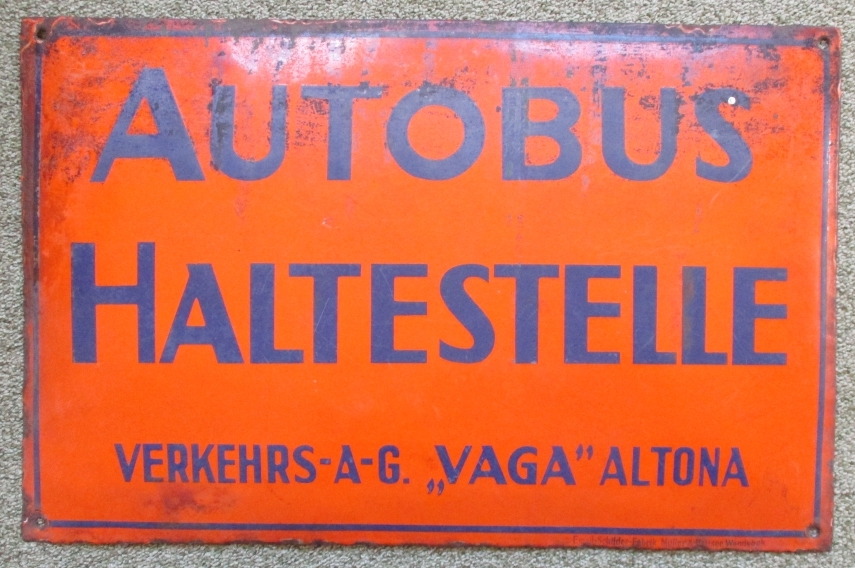 AUTOBUS
HALTESTELLE
VERKEHRS-A-G. „VAGA” ALTONA